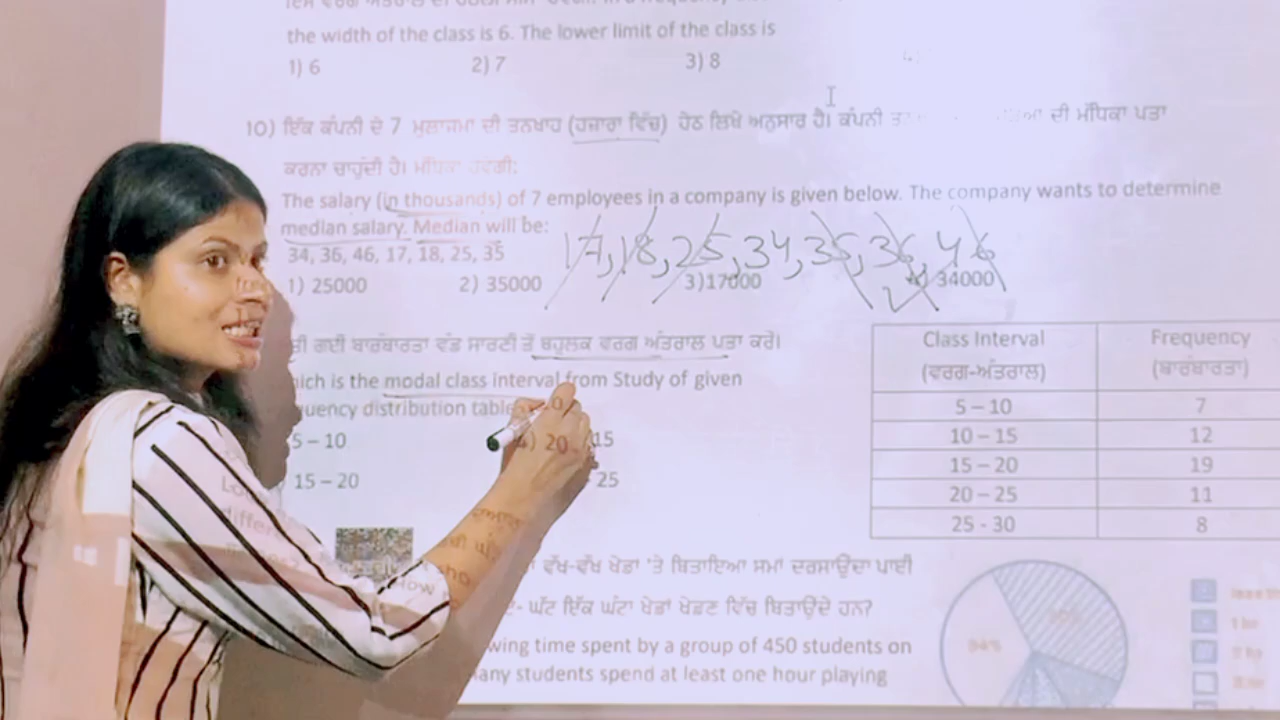 the width of the class is 6. The lower limit of the class is
1) 6 2) 7 3) 8
10) ਇੱਕ ਕੰਪਨੀ ਦੇ 7 ਮੁਲਾਜਮਾ ਦੀ ਤਨਖਾਹ (ਹਜ਼ਾਰਾ ਵਿੱਚ) ਹੇਠ ਲਿਖੇ ਅਨੁਸਾਰ ਹੈ। ਕੰਪਨੀ ਦੀ ਮੱਧਿਕਾ ਪਤਾ
ਕਰਨਾ ਚਾਹੁੰਦੀ ਹੈ। ਮੱਧਿਕਾ ਹੋਵੇਗੀ:
The salary (in thousands) of 7 employees in a company is given below. The company wants to determine
median salary. Median will be:
17, 18, 25, 34, 35, 36, 46
34, 36, 46, 17, 18, 25, 35
1) 25000 2) 35000 3)17000 4) 34000
ਗਈ ਬਾਰੰਬਾਰਤਾ ਵੰਡ ਸਾਰਣੀ ਤੋਂ ਬਹੁਲਕ ਵਰਗ ਅੰਤਰਾਲ ਪਤਾ ਕਰੋ।
hich is the modal class interval from Study of given
uency distribution table
5 – 10 15
15 – 20 4) 20 25
Class Interval Frequency
(ਵਰਗ-ਅੰਤਰਾਲ) (ਬਾਰੰਬਾਰਤਾ)
5 – 10 7
10 – 15 12
15 – 20 19
20 – 25 11
25 - 30 8
ਵੱਖ-ਵੱਖ ਖੇਡਾਂ 'ਤੇ ਬਿਤਾਇਆ ਸਮਾਂ ਦਰਸਾਉਂਦਾ ਪਾਈ
ਘੱਟ ਇੱਕ ਘੰਟਾ ਖੇਡਾਂ ਖੇਡਣ ਵਿੱਚ ਬਿਤਾਉਂਦੇ ਹਨ?
wing time spent by a group of 450 students on
any students spend at least one hour playing